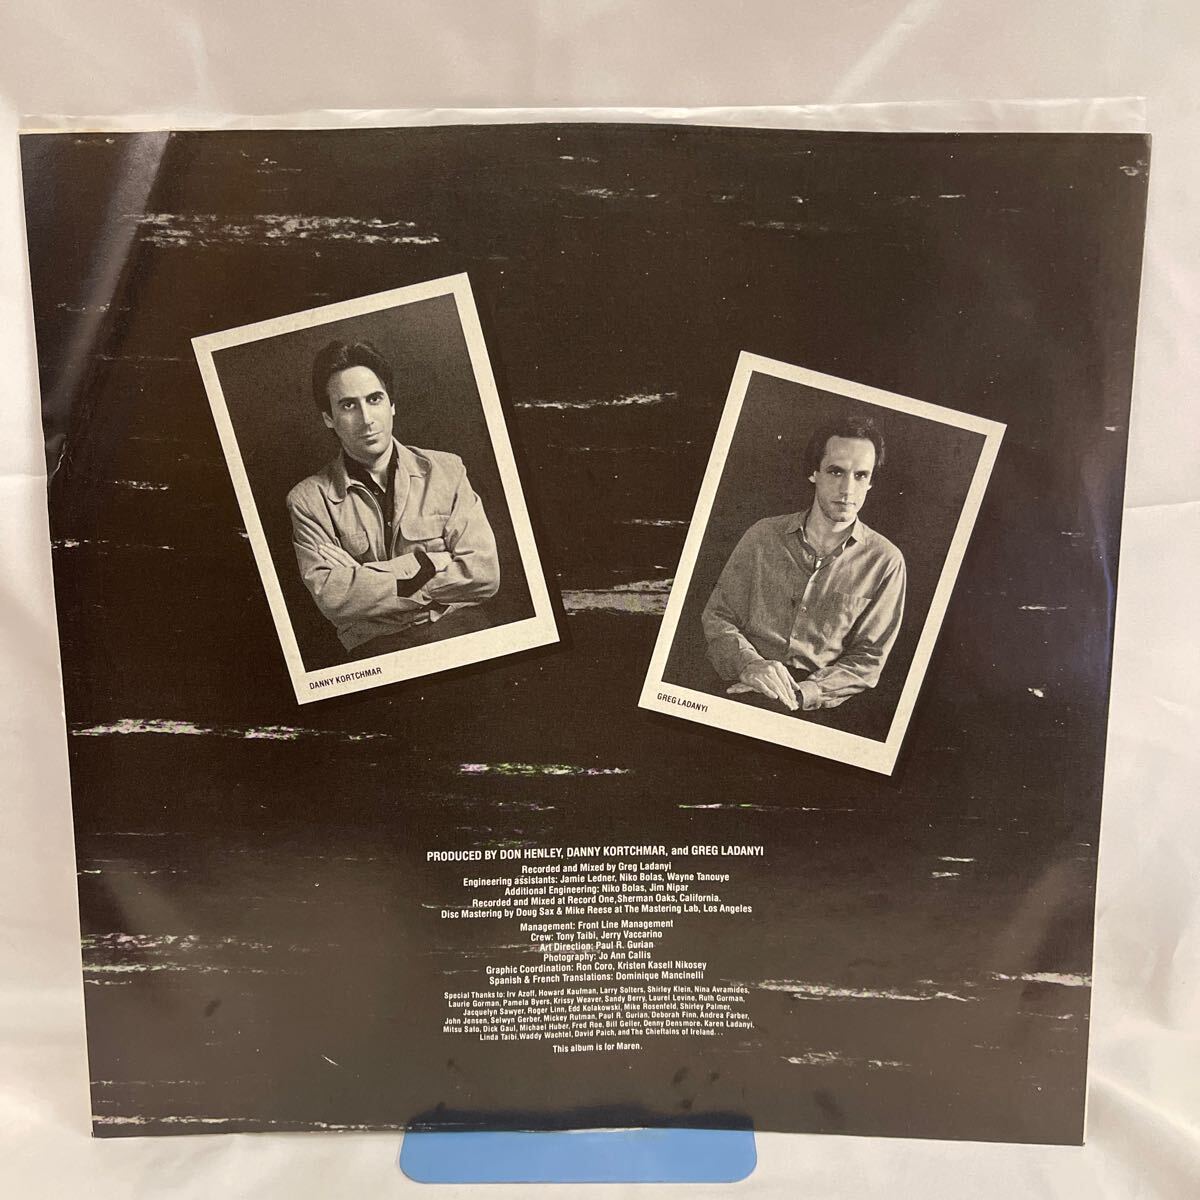 DANNY KORTCHMAR
GREG LADANYI
PRODUCED BY DON HENLEY, DANNY KORTCHMAR, and GREG LADANYI
Recorded and Mixed by Greg Ladanyi
Engineering assistants: Jamie Ledner, Niko Bolas, Wayne Tanouye
Additional Engineering: Niko Bolas, Jim Nipar
Recorded and Mixed at Record One, Sherman Oaks, California.
Disc Mastering by Doug Sax & Mike Reese at The Mastering Lab, Los Angeles
Management: Front Line Management
Crew: Tony Taibi, Jerry Vaccarino
Art Direction: Paul R. Gurian
Photography: Jo Ann Callis
Graphic Coordination: Ron Coro, Kristen Kasell Nikosey
Spanish & French Translations: Dominique Mancinelli
Special Thanks to: Irv Azoff, Howard Kaufman, Larry Solters, Shirley Klein, Nina Avramides,
Laurie Gorman, Pamela Byers, Krissy Weaver, Sandy Berry, Laurel Levine, Ruth Gorman,
Jacquelyn Sawyer, Roger Linn, Edd Kolakowski, Mike Rosenfeld, Shirley Palmer,
John Jensen, Selwyn Gerber, Mickey Rutman, Paul R. Gurian, Deborah Finn, Andrea Farber,
Mitsu Sato, Dick Gaul, Michael Huber, Fred Roe, Bill Geller, Denny Densmore, Karen Ladanyi,
Linda Taibi, Waddy Wachtel, David Paich, and The Chieftains of Ireland...
This album is for Maren.